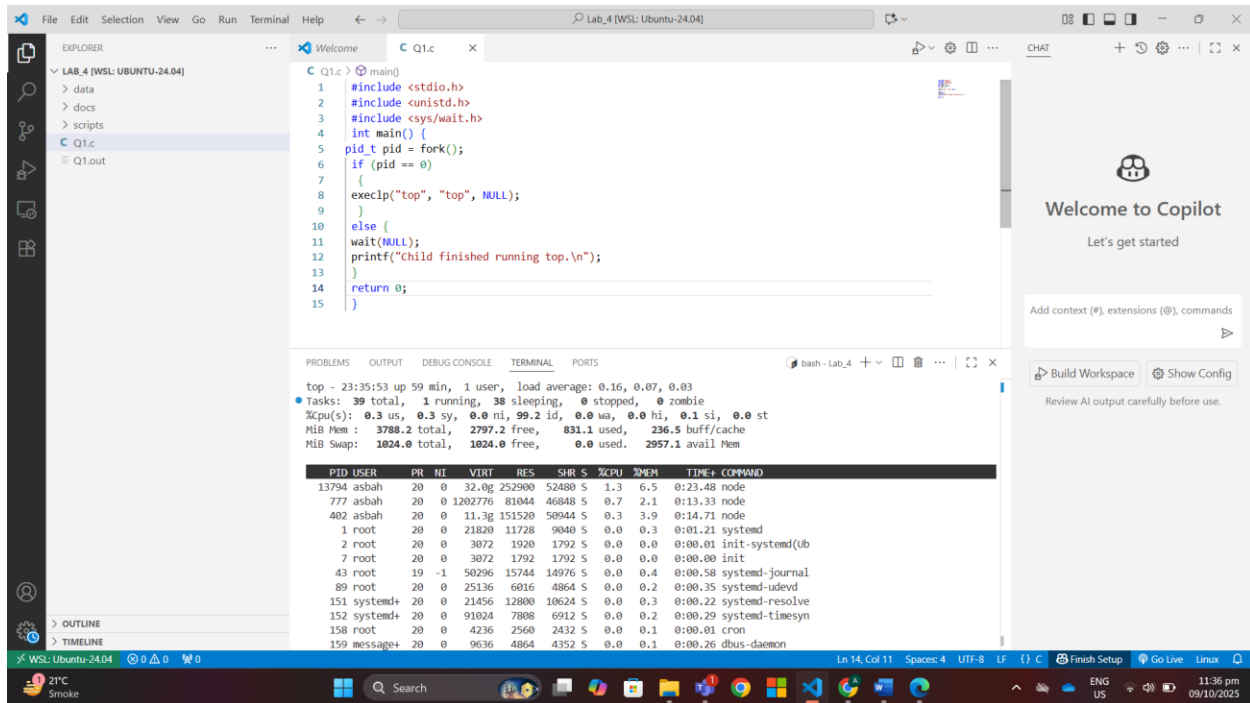 File Edit Selection View Go Run Terminal Help
Lab_4 [WSL: Ubuntu-24.04]
EXPLORER
LAB_4 [WSL: UBUNTU-24.04]
data
docs
scripts
C Q1.c
Q1.out
OUTLINE
TIMELINE
Welcome
C Q1.c
C Q1.c > main()
1 #include <stdio.h>
2 #include <unistd.h>
3 #include <sys/wait.h>
4 int main() {
5 pid_t pid = fork();
6 if (pid == 0)
7 {
8 execlp("top", "top", NULL);
9 }
10 else {
11 wait(NULL);
12 printf("Child finished running top.\n");
13 }
14 return 0;
15 }
PROBLEMS OUTPUT DEBUG CONSOLE TERMINAL PORTS
bash - Lab_4
top - 23:35:53 up 59 min, 1 user, load average: 0.16, 0.07, 0.03
Tasks: 39 total, 1 running, 38 sleeping, 0 stopped, 0 zombie
%Cpu(s): 0.3 us, 0.3 sy, 0.0 ni, 99.2 id, 0.0 wa, 0.0 hi, 0.1 si, 0.0 st
MiB Mem : 3788.2 total, 2797.2 free, 831.1 used, 236.5 buff/cache
MiB Swap: 1024.0 total, 1024.0 free, 0.0 used. 2957.1 avail Mem
PID USER PR NI VIRT RES SHR S %CPU %MEM TIME+ COMMAND
13794 asbah 20 0 32.0g 252900 52480 S 1.3 6.5 0:23.48 node
777 asbah 20 0 1202776 81044 46848 S 0.7 2.1 0:13.33 node
402 asbah 20 0 11.3g 151520 50944 S 0.3 3.9 0:14.71 node
1 root 20 0 21820 11728 9040 S 0.0 0.3 0:01.21 systemd
2 root 20 0 3072 1920 1792 S 0.0 0.0 0:00.01 init-systemd(Ub
7 root 20 0 3072 1792 1792 S 0.0 0.0 0:00.00 init
43 root 19 -1 50296 15744 14976 S 0.0 0.4 0:00.58 systemd-journal
89 root 20 0 25136 6016 4864 S 0.0 0.2 0:00.35 systemd-udevd
151 systemd+ 20 0 21456 12800 10624 S 0.0 0.3 0:00.22 systemd-resolve
152 systemd+ 20 0 91024 7808 6912 S 0.0 0.2 0:00.29 systemd-timesyn
158 root 20 0 4236 2560 2432 S 0.0 0.1 0:00.01 cron
159 message+ 20 0 9636 4864 4352 S 0.0 0.1 0:00.26 dbus-daemon
CHAT
Welcome to Copilot
Let's get started
Add context (#), extensions (@), commands
Build Workspace Show Config
Review AI output carefully before use.
WSL: Ubuntu-24.04 0 0 0
Ln 14, Col 11 Spaces: 4 UTF-8 LF {} C Finish Setup Go Live Linux
1
21°C
Smoke
Search
ENG
US
11:36 pm
09/10/2025